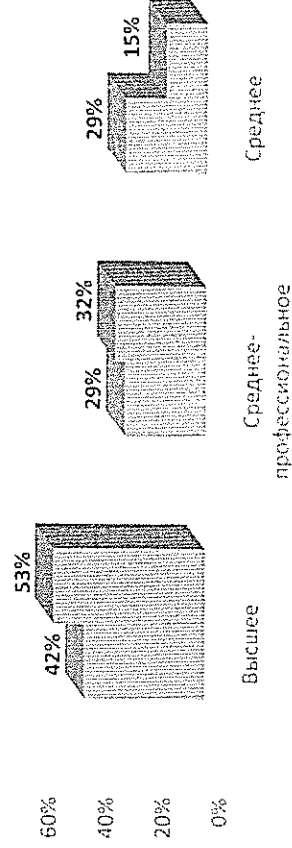 60%
40%
20%
0%
42%
53%
29%
32%
29%
15%
Высшее
Среднее-
профессиональное
Среднее